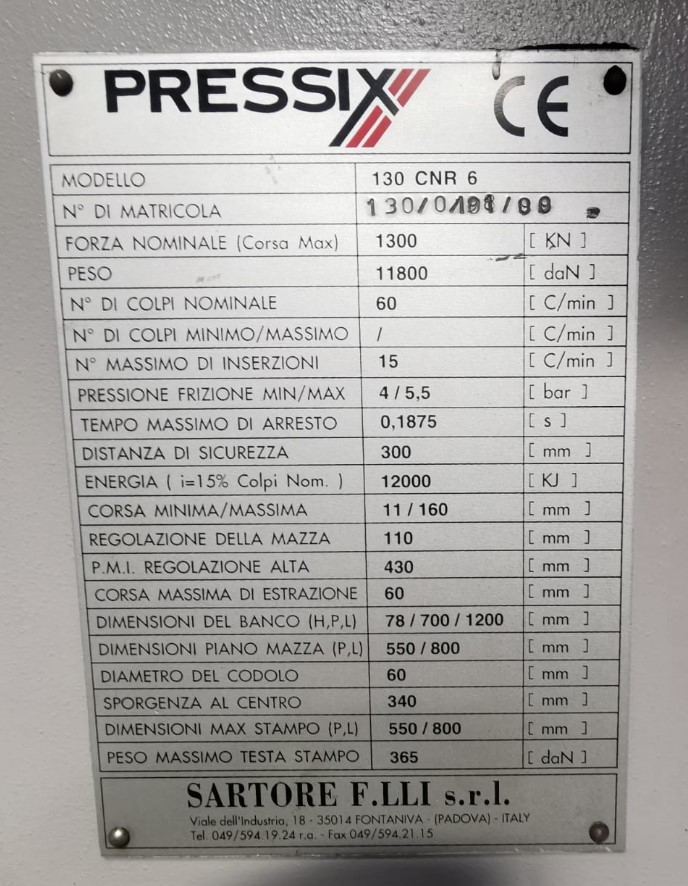 PRESSIX CE
MODELLO 130 CNR 6
N° DI MATRICOLA
FORZA NOMINALE (Corsa Max) 1300 [ KN ]
PESO 11800 [ daN ]
N° DI COLPI NOMINALE 60 [ C/min ]
N° DI COLPI MINIMO/MASSIMO / [ C/min ]
N° MASSIMO DI INSERZIONI 15 [ C/min ]
PRESSIONE FRIZIONE MIN/MAX 4 / 5,5 [ bar ]
TEMPO MASSIMO DI ARRESTO 0,1875 [ s ]
DISTANZA DI SICUREZZA 300 [ mm ]
ENERGIA ( i=15% Colpi Nom. ) 12000 [ KJ ]
CORSA MINIMA/MASSIMA 11 / 160 [ mm ]
REGOLAZIONE DELLA MAZZA 110 [ mm ]
P.M.I. REGOLAZIONE ALTA 430 [ mm ]
CORSA MASSIMA DI ESTRAZIONE 60 [ mm ]
DIMENSIONI DEL BANCO (H,P,L) 78 / 700 / 1200 [ mm ]
DIMENSIONI PIANO MAZZA (P,L) 550 / 800 [ mm ]
DIAMETRO DEL CODOLO 60 [ mm ]
SPORGENZA AL CENTRO 340 [ mm ]
DIMENSIONI MAX STAMPO (P,L) 550 / 800 [ mm ]
PESO MASSIMO TESTA STAMPO 365 [ daN ]
SARTORE F.LLI s.r.l.
Viale dell'Industria, 18 - 35014 FONTANIVA - (PADOVA) - ITALY
Tel. 049/594.19.24 r.a. - Fax 049/594.21.15